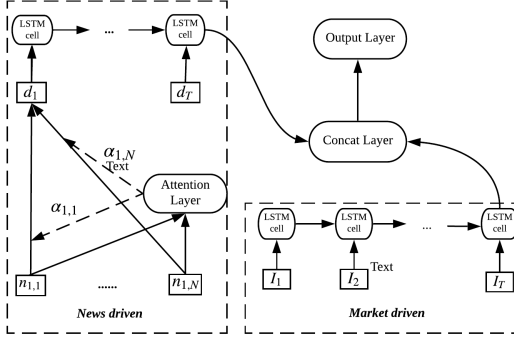 LSTM
cell
...
LSTM
cell
Output Layer
d1
dT
α1,N
Text
Concat Layer
α1,1
Attention
Layer
LSTM
cell
LSTM
cell
...
LSTM
cell
n1,1
......
n1,N
I1
I2
Text
IT
News driven
Market driven